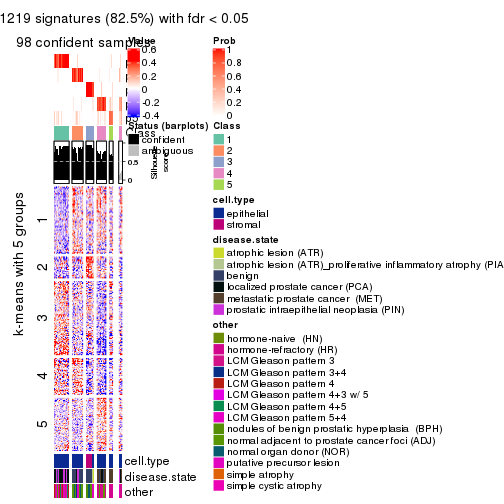 1219 signatures (82.5%) with fdr < 0.05
98 confident samples
Value
0.6
0.4
0.2
0
-0.2
-0.4
Prob
1
0.8
0.6
0.4
0.2
0
Status (barplots)
confident
ambiguous
Class
1
2
3
4
5
Class
1
0.5
0
Silhouette
score
k-means with 5 groups
1
2
3
4
5
cell.type
epithelial
stromal
disease.state
atrophic lesion (ATR)
atrophic lesion (ATR)_proliferative inflammatory atrophy (PIA
benign
localized prostate cancer (PCA)
metastatic prostate cancer (MET)
prostatic intraepithelial neoplasia (PIN)
other
hormone-naive (HN)
hormone-refractory (HR)
LCM Gleason pattern 3
LCM Gleason pattern 3+4
LCM Gleason pattern 4
LCM Gleason pattern 4+3 w/ 5
LCM Gleason pattern 4+5
LCM Gleason pattern 5+4
nodules of benign prostatic hyperplasia (BPH)
normal adjacent to prostate cancer foci (ADJ)
normal organ donor (NOR)
putative precursor lesion
simple atrophy
simple cystic atrophy
cell.type
disease.state
other